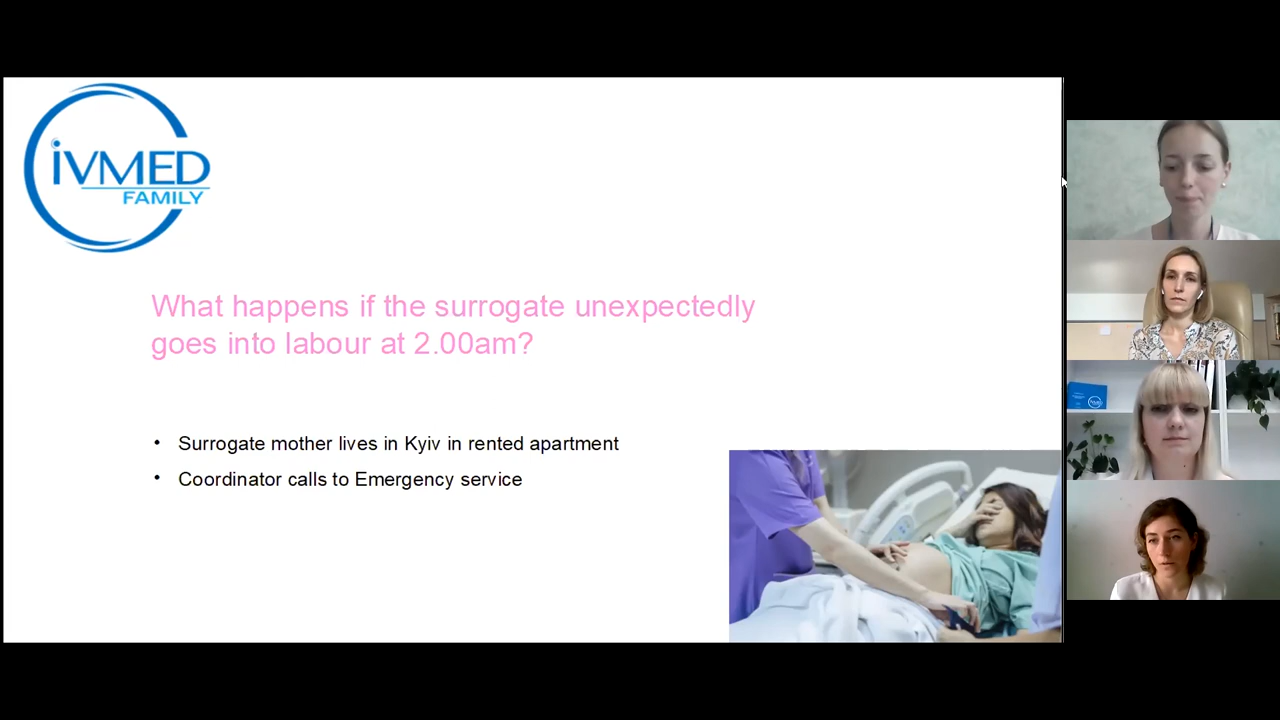 iVMED
FAMILY
What happens if the surrogate unexpectedly
goes into labour at 2.00am?
• Surrogate mother lives in Kyiv in rented apartment
• Coordinator calls to Emergency service